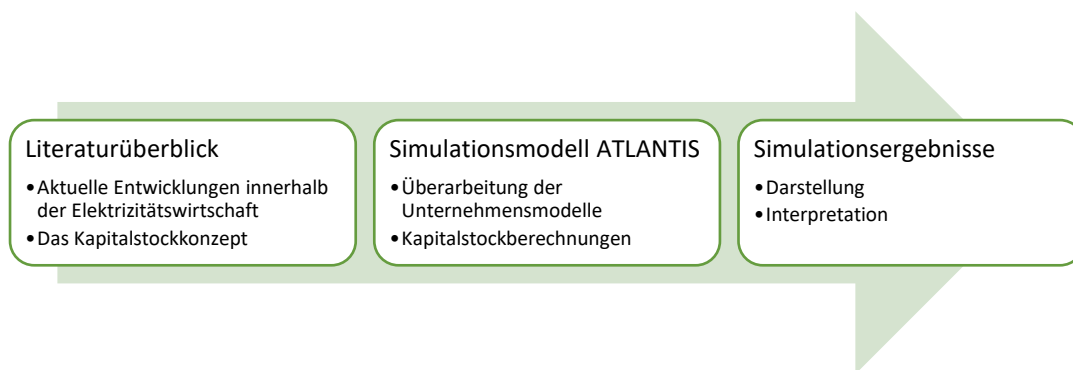 Literaturüberblick
•Aktuelle Entwicklungen innerhalb
der Elektrizitätswirtschaft
•Das Kapitalstockkonzept
Simulationsmodell ATLANTIS
•Überarbeitung der
Unternehmensmodelle
•Kapitalstockberechnungen
Simulationsergebnisse
•Darstellung
•Interpretation